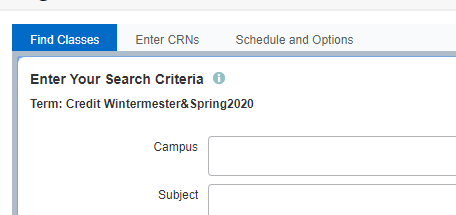 Find Classes Enter CRNs Schedule and Options
Enter Your Search Criteria
Term: Credit Wintermester&Spring2020
Campus
Subject